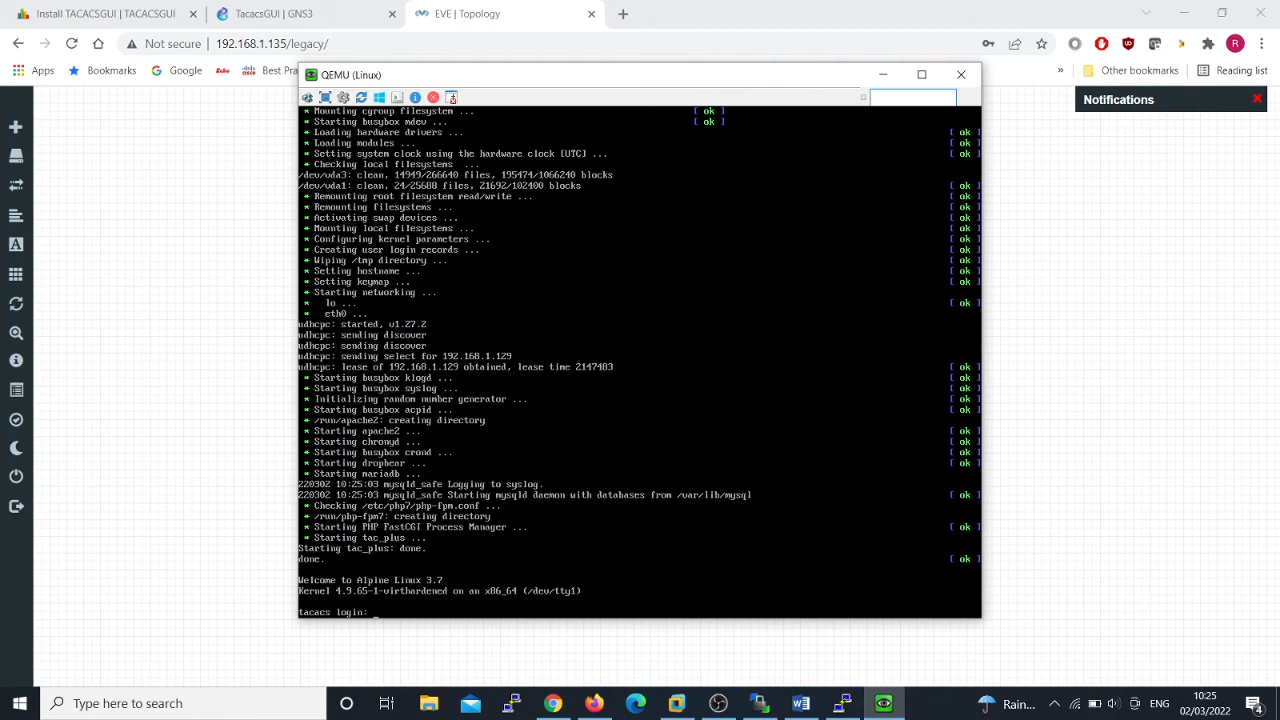 Install TACACSGUI | TACACSGUI
TacacsGUI | GNS3
EVE | Topology
Not secure
192.168.1.135/legacy/
R
Apps
Bookmarks
Google
Best Pra
»
Other bookmarks
Reading list
QEMU (Linux)
Notifications
* Mounting cgroup filesystem ... [ ok ]
* Starting busybox mdev ... [ ok ]
* Loading hardware drivers ... [ ok ]
* Loading modules ... [ ok ]
* Setting system clock using the hardware clock [UTC] ... [ ok ]
* Checking local filesystems ...
/dev/vda3: clean, 14949/266640 files, 195474/1066240 blocks
/dev/vda1: clean, 24/25688 files, 21692/102400 blocks [ ok ]
* Remounting root filesystem read/write ... [ ok ]
* Remounting filesystems ... [ ok ]
* Activating swap devices ... [ ok ]
* Mounting local filesystems ... [ ok ]
* Configuring kernel parameters ... [ ok ]
* Creating user login records ... [ ok ]
* Wiping /tmp directory ... [ ok ]
* Setting hostname ... [ ok ]
* Setting keymap ... [ ok ]
* Starting networking ...
* lo ... [ ok ]
* eth0 ...
udhcpc: started, v1.27.2
udhcpc: sending discover
udhcpc: sending discover
udhcpc: sending select for 192.168.1.129
udhcpc: lease of 192.168.1.129 obtained, lease time 2147483 [ ok ]
* Starting busybox klogd ... [ ok ]
* Starting busybox syslog ... [ ok ]
* Initializing random number generator ... [ ok ]
* Starting busybox acpid ... [ ok ]
* /run/apache2: creating directory
* Starting apache2 ... [ ok ]
* Starting chronyd ... [ ok ]
* Starting busybox crond ... [ ok ]
* Starting dropbear ... [ ok ]
* Starting mariadb ...
220302 10:25:03 mysqld_safe Logging to syslog.
220302 10:25:03 mysqld_safe Starting mysqld daemon with databases from /var/lib/mysql [ ok ]
* Checking /etc/php7/php-fpm.conf ...
* /run/php-fpm7: creating directory
* Starting PHP FastCGI Process Manager ... [ ok ]
* Starting tac_plus ...
Starting tac_plus: done.
done. [ ok ]
Welcome to Alpine Linux 3.7
Kernel 4.9.65-1-virthardened on an x86_64 (/dev/tty1)
tacacs login: _
Type here to search
Rain...
10:25
02/03/2022